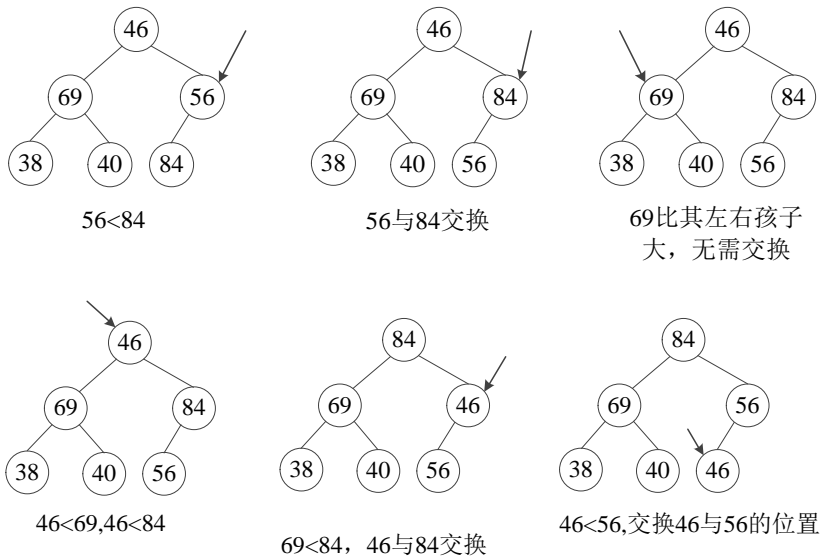 46 46 46
69 56 69 84 69 84
38 40 84 38 40 56 38 40 56
56<84 56与84交换 69比其左右孩子
大，无需交换
46 84 84
69 84 69 46 69 56
38 40 56 38 40 56 38 40 46
46<69,46<84 69<84，46与84交换 46<56,交换46与56的位置